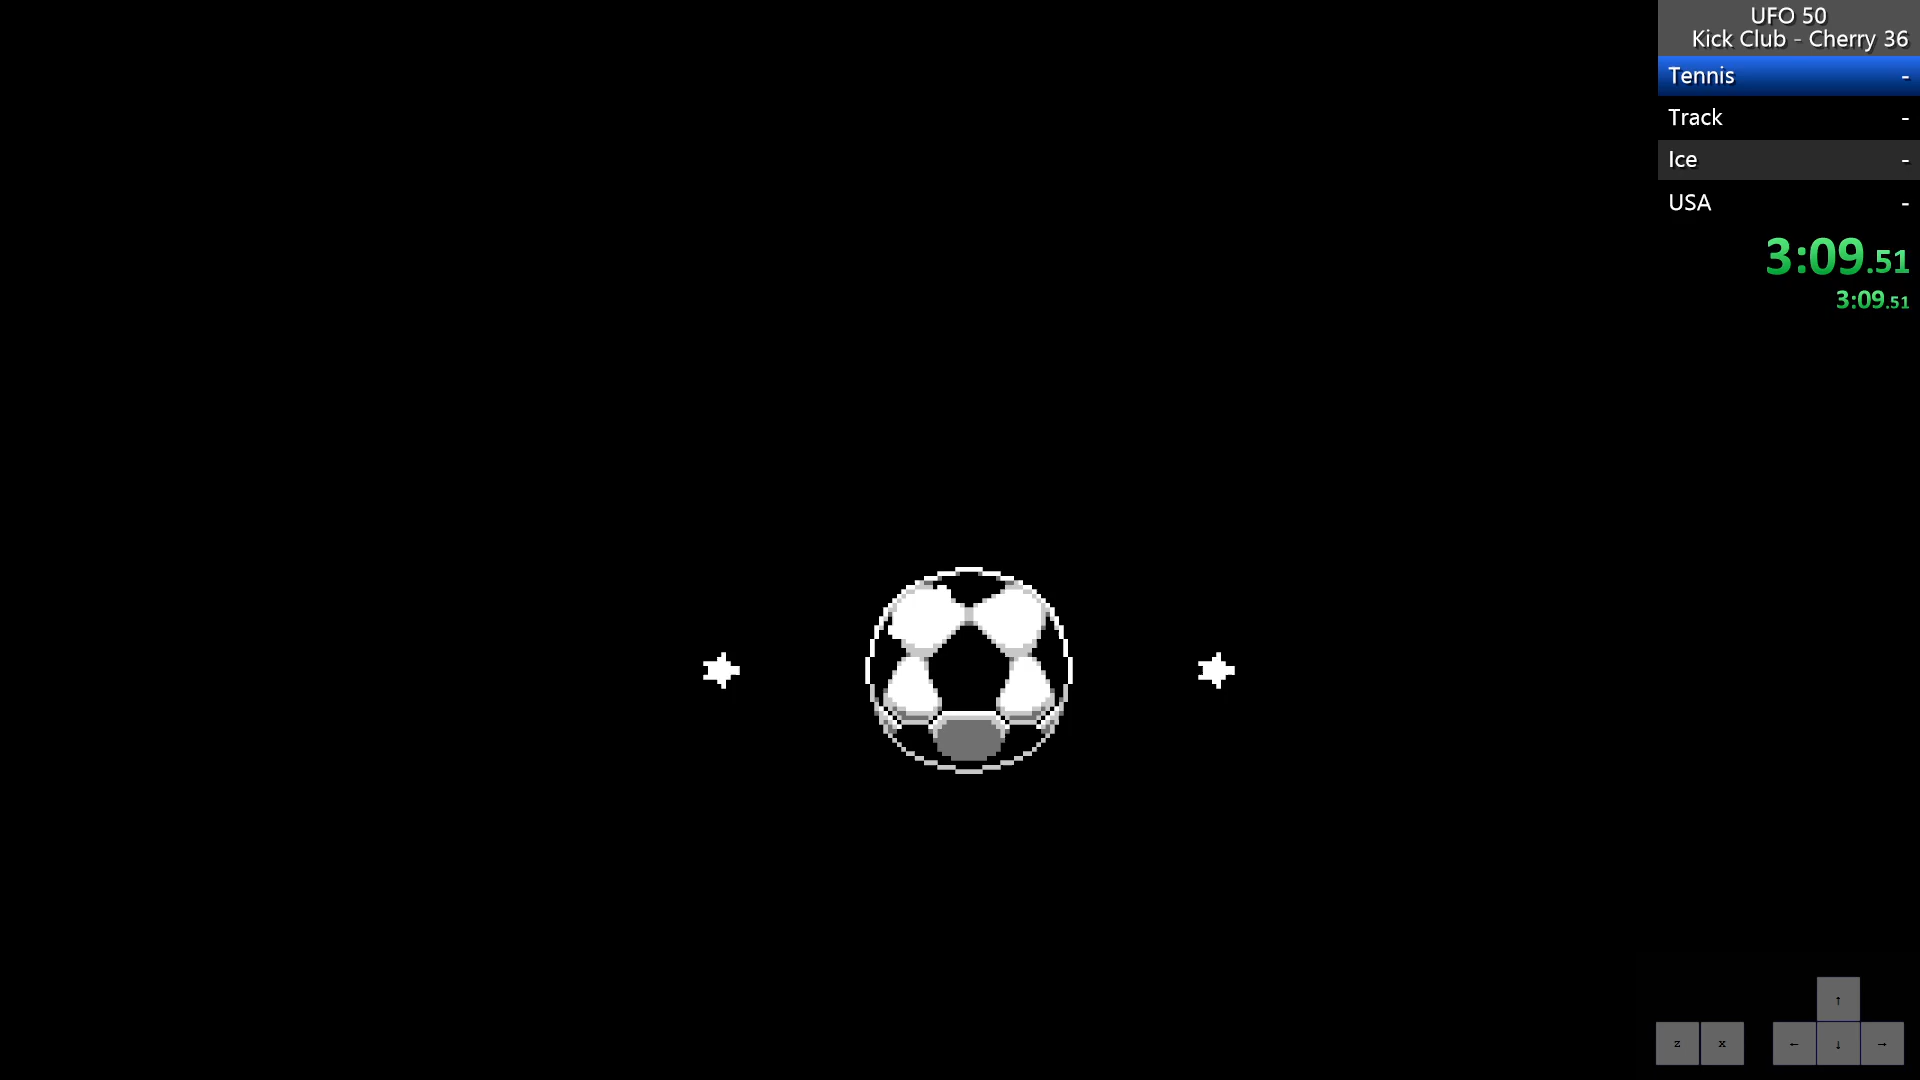 UFO 50
Kick Club - Cherry 36
Tennis -
Track -
Ice -
USA -
3:09.51
3:09.51
↑
z x ← ↓ →